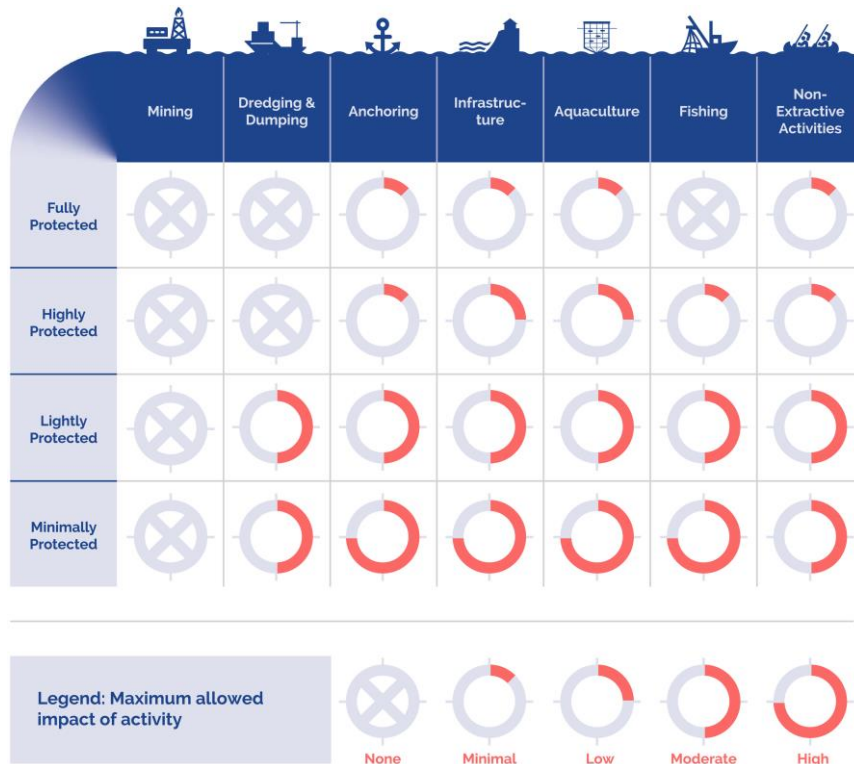 Mining
Dredging &
Dumping
Anchoring
Infrastruc-
ture
Aquaculture
Fishing
Non-
Extractive
Activities
Fully
Protected
Highly
Protected
Lightly
Protected
Minimally
Protected
Legend: Maximum allowed
impact of activity
None
Minimal
Low
Moderate
High